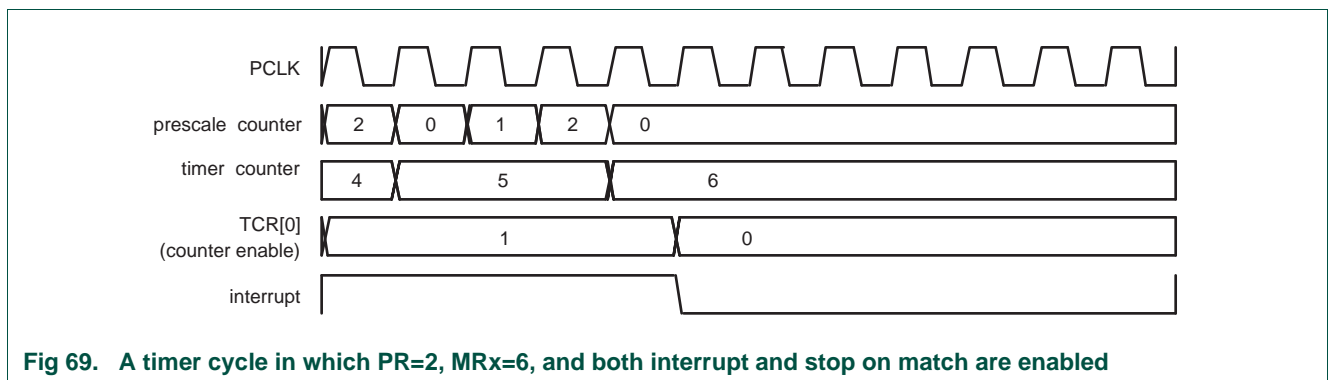 PCLK
prescale counter 2 0 1 2 0
timer counter 4 5 6
TCR[0]
(counter enable) 1 0
interrupt
Fig 69. A timer cycle in which PR=2, MRx=6, and both interrupt and stop on match are enabled